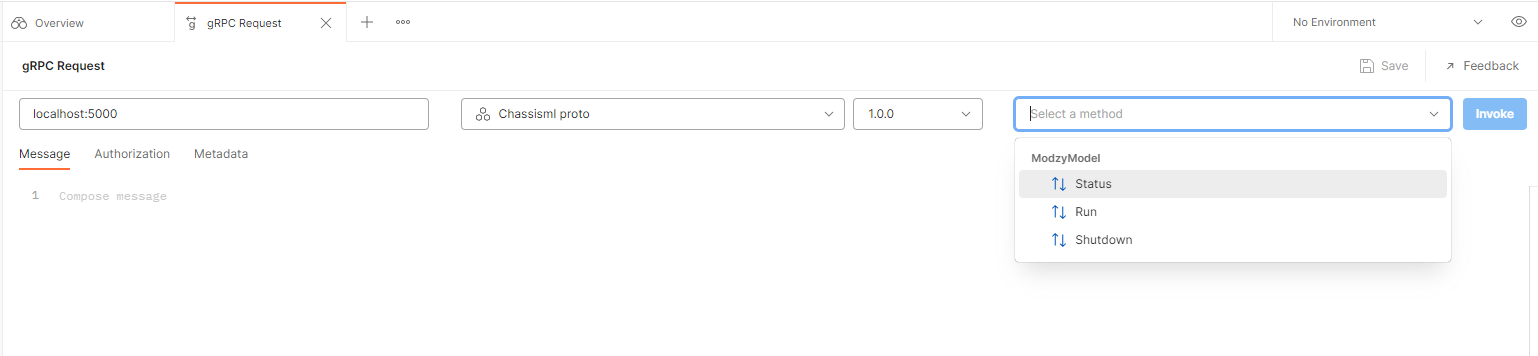 Overview
gRPC Request
No Environment
gRPC Request
Save
Feedback
localhost:5000
Chassisml proto
1.0.0
Select a method
Invoke
Message
Authorization
Metadata
ModzyModel
1
Compose message
Status
Run
Shutdown